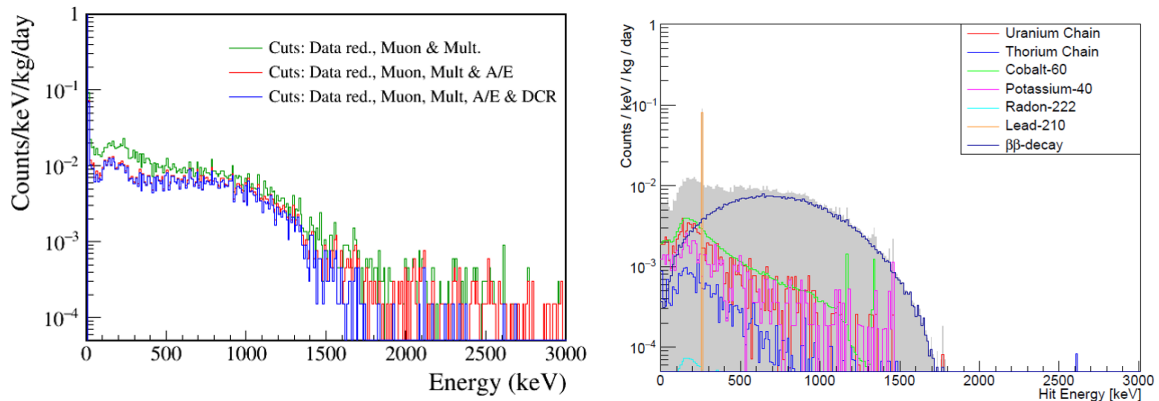 Counts/keV/kg/day
1
10⁻¹
10⁻²
10⁻³
10⁻⁴
Cuts: Data red., Muon & Mult.
Cuts: Data red., Muon, Mult & A/E
Cuts: Data red., Muon, Mult, A/E & DCR
0 500 1000 1500 2000 2500 3000
Energy (keV)
Counts / keV / kg / day
1
10⁻¹
10⁻²
10⁻³
10⁻⁴
Uranium Chain
Thorium Chain
Cobalt-60
Potassium-40
Radon-222
Lead-210
ββ-decay
0 500 1000 1500 2000 2500 3000
Hit Energy [keV]